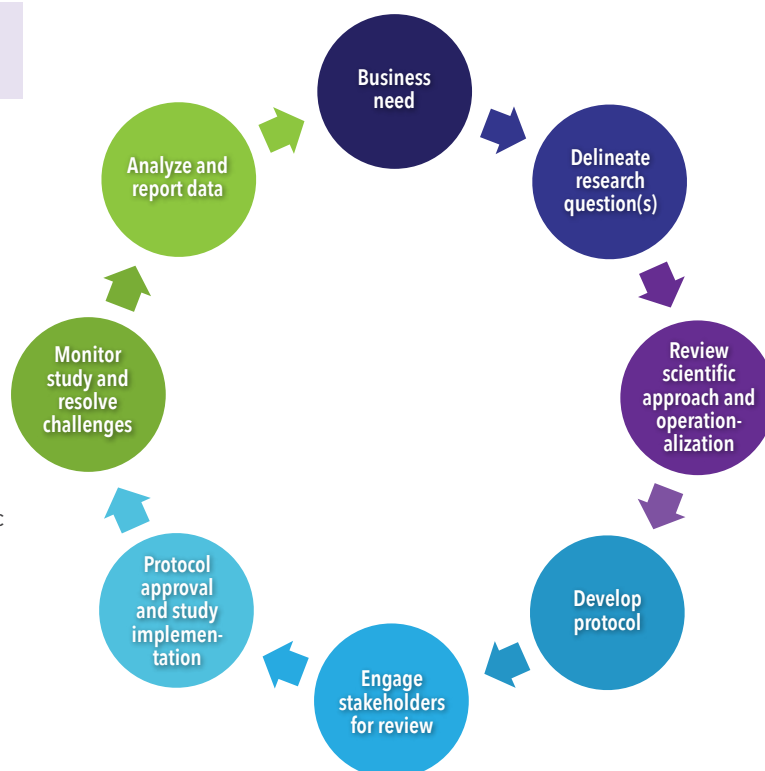 Business
need
Delineate
research
question(s)
Review
scientific
approach and
operation-
alization
Develop
protocol
Engage
stakeholders
for review
Protocol
approval
and study
implemen-
tation
Monitor
study and
resolve
challenges
Analyze and
report data
c